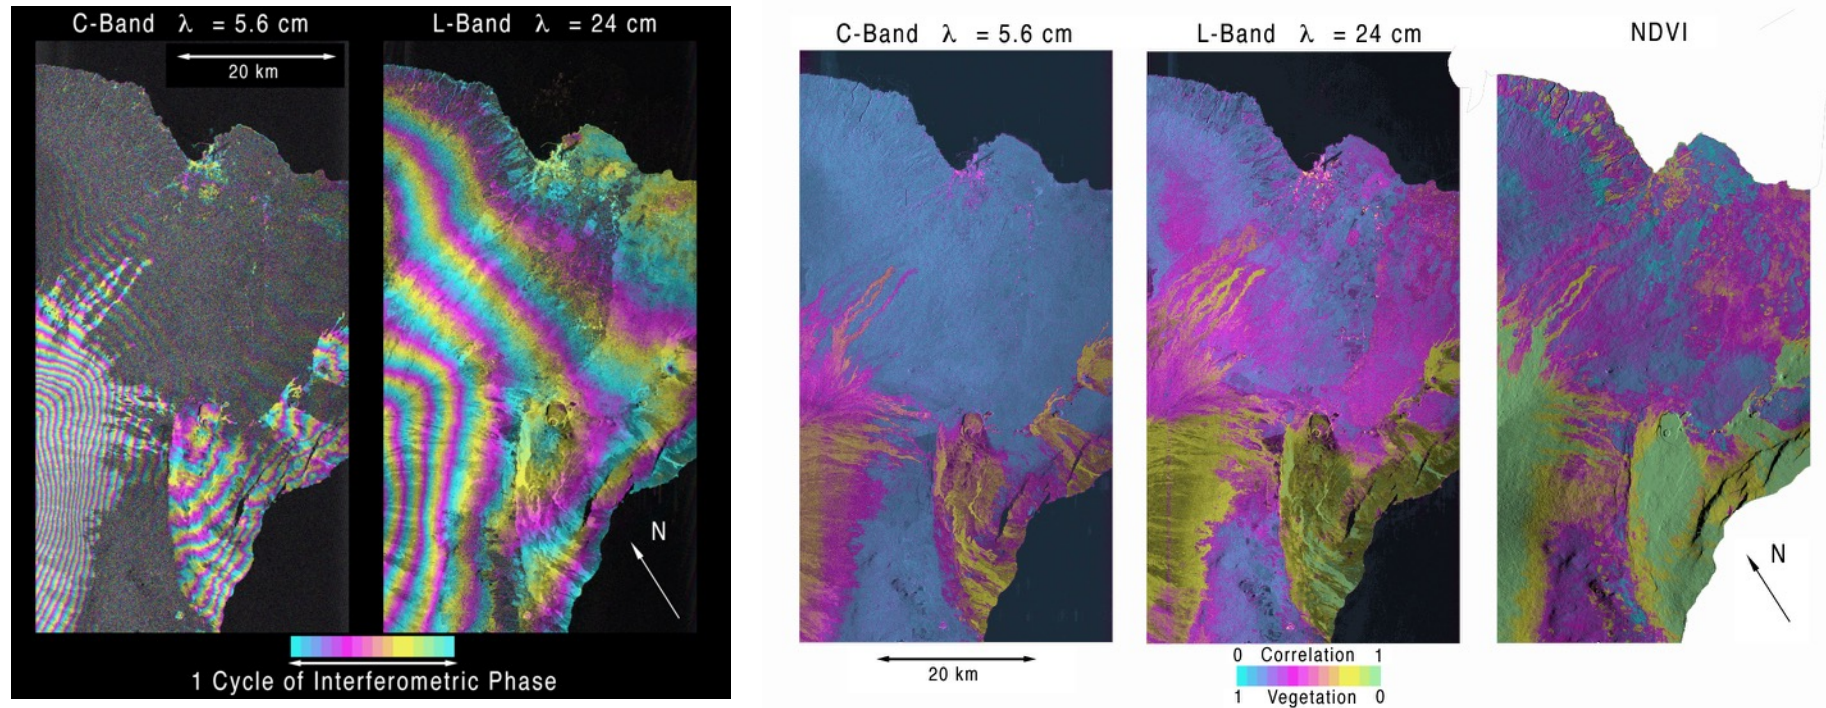 C-Band λ = 5.6 cm
L-Band λ = 24 cm
20 km
N
1 Cycle of Interferometric Phase
C-Band λ = 5.6 cm
L-Band λ = 24 cm
NDVI
N
20 km
0 Correlation 1
1 Vegetation 0